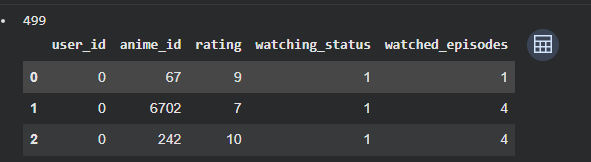 499
user_id anime_id rating watching_status watched_episodes
0 0 67 9 1 1
1 0 6702 7 1 4
2 0 242 10 1 4